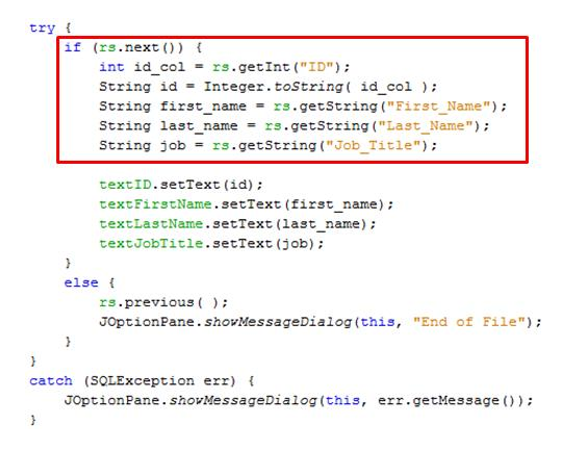 try {
if (rs.next()) {
int id_col = rs.getInt("ID");
String id = Integer.toString( id_col );
String first_name = rs.getString("First_Name");
String last_name = rs.getString("Last_Name");
String job = rs.getString("Job_Title");
textID.setText(id);
textFirstName.setText(first_name);
textLastName.setText(last_name);
textJobTitle.setText(job);
}
else {
rs.previous( );
JOptionPane.showMessageDialog(this, "End of File");
}
}
catch (SQLException err) {
JOptionPane.showMessageDialog(this, err.getMessage());
}